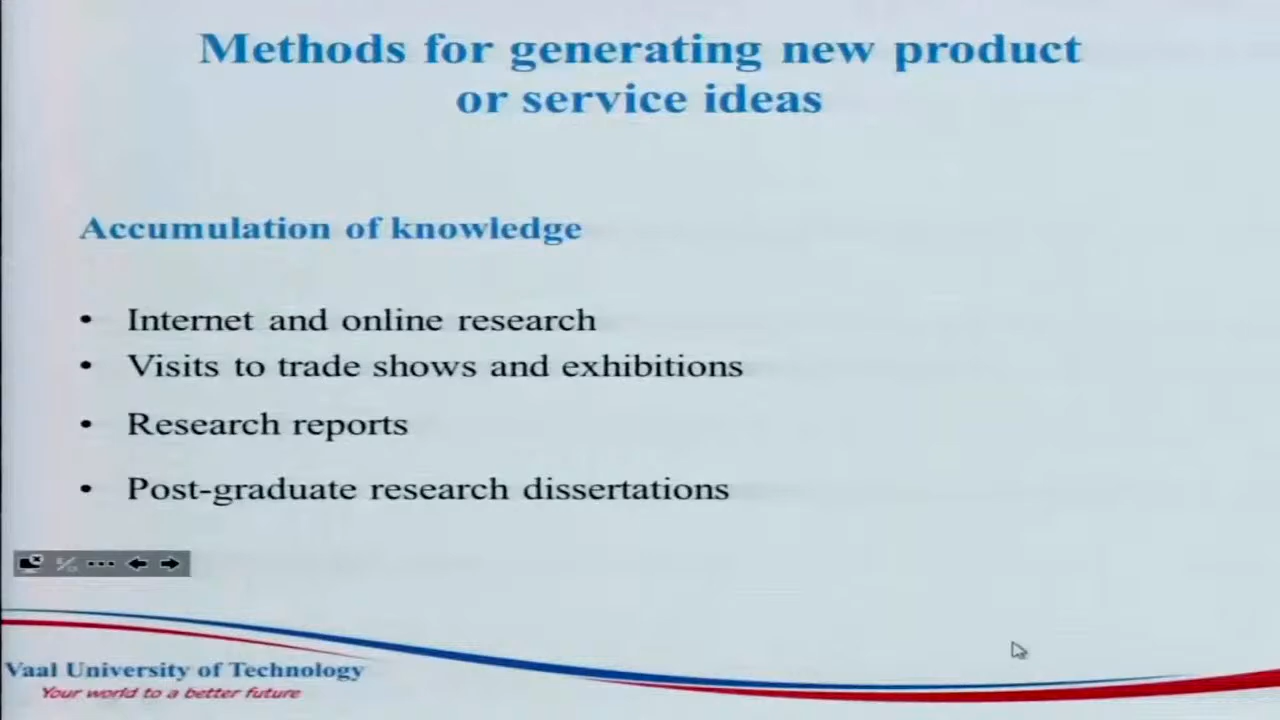 Methods for generating new product
or service ideas
Accumulation of knowledge
• Internet and online research
• Visits to trade shows and exhibitions
• Research reports
• Post-graduate research dissertations
Vaal University of Technology
Your world to a better future